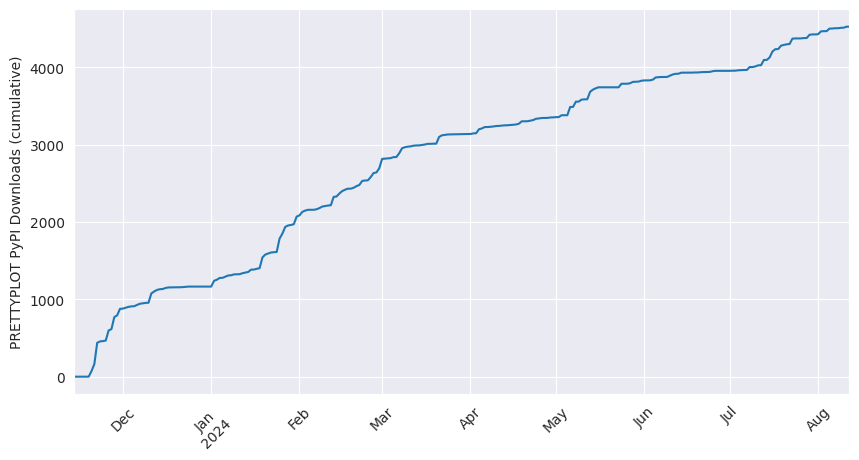 PRETTYPLOT PyPI Downloads (cumulative)
4000
3000
2000
1000
0
Dec
Jan
2024
Feb
Mar
Apr
May
Jun
Jul
Aug